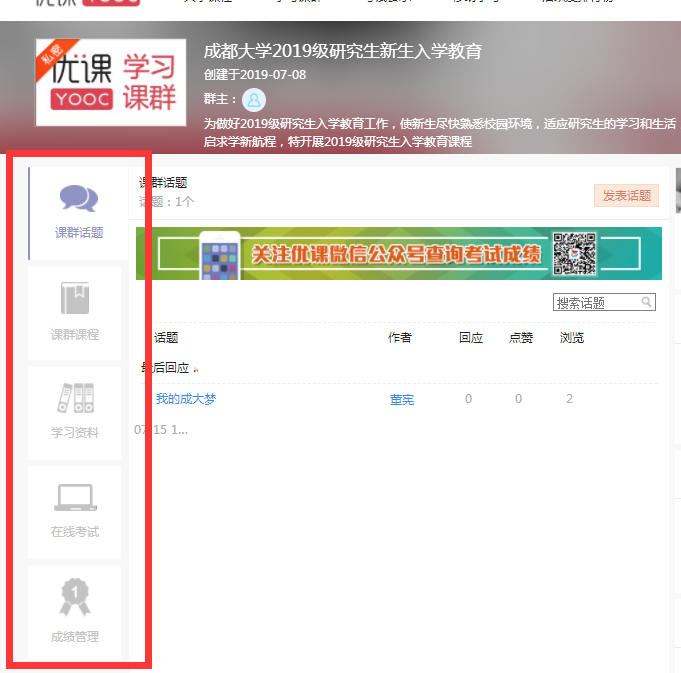 私密
优课 学习
YOOC 课群
成都大学2019级研究生新生入学教育
创建于2019-07-08
群主：
为做好2019级研究生入学教育工作，使新生尽快熟悉校园环境，适应研究生的学习和生活
启求学新航程，特开展2019级研究生入学教育课程
课群话题
课群课程
学习资料
在线考试
成绩管理
课群话题
话题：1个
发表话题
关注优课微信公众号查询考试成绩
搜索话题
话题 作者 回应 点赞 浏览
最后回应
我的成大梦 董宪 0 0 2
07-15 1...